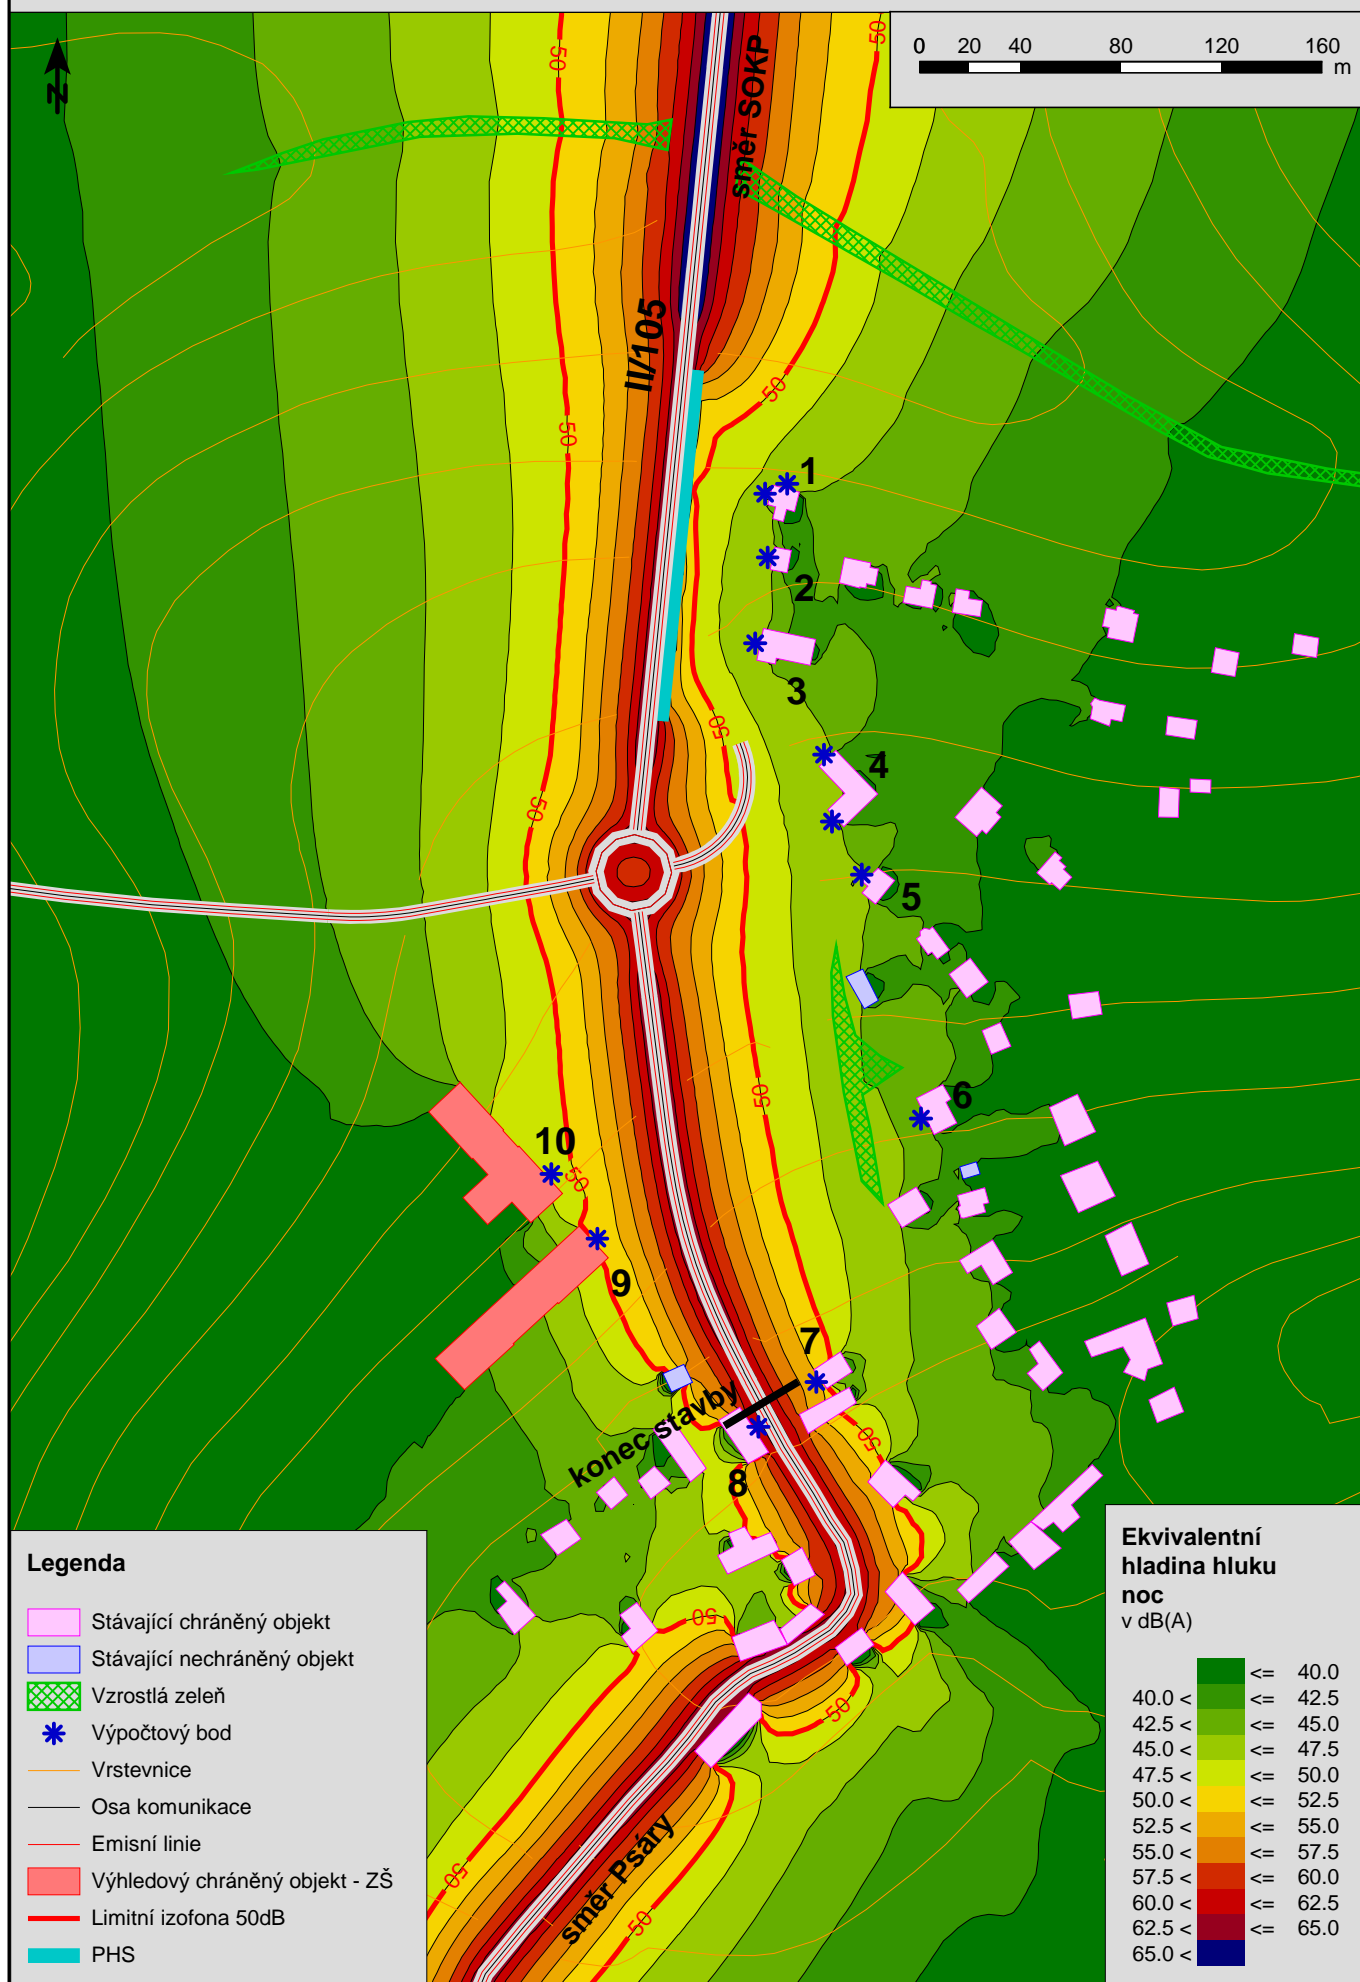 N
0 20 40 80 120 160
m
směr SOKP
II/105
50
50
50
50
50
50
50
50
50
50
50
50
50
50
1
2
3
4
5
6
7
8
9
10
konec stavby
směr Psáry
Legenda
Stávající chráněný objekt
Stávající nechráněný objekt
Vzrostlá zeleň
Výpočtový bod
Vrstevnice
Osa komunikace
Emisní linie
Výhledový chráněný objekt - ZŠ
Limitní izofona 50dB
PHS
Ekvivalentní
hladina hluku
noc
v dB(A)
<= 40.0
40.0 < <= 42.5
42.5 < <= 45.0
45.0 < <= 47.5
47.5 < <= 50.0
50.0 < <= 52.5
52.5 < <= 55.0
55.0 < <= 57.5
57.5 < <= 60.0
60.0 < <= 62.5
62.5 < <= 65.0
65.0 <